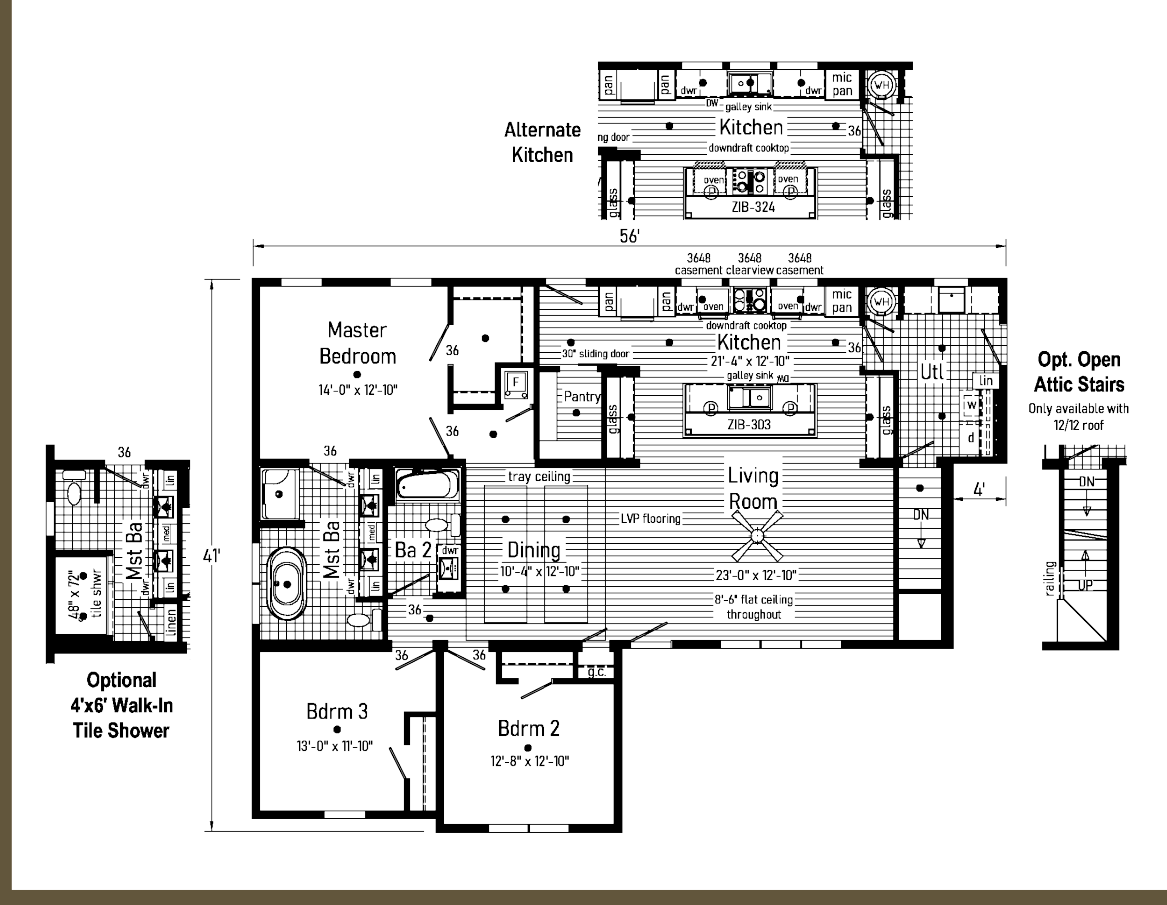 pan
pan
dwr
DW
galley sink
dwr
mic
pan
WH
Alternate
Kitchen
Kitchen
36
ng door
downdraft cooktop
oven
oven
P
P
glass
glass
ZIB-324
56'
3648
casement
3648
clearview
3648
casement
pan
pan
dwr
oven
oven
dwr
mic
pan
WH
downdraft cooktop
Kitchen
21'-4" x 12'-10"
galley sink
DW
36
30" sliding door
Master
Bedroom
14'-0" x 12'-10"
36
36
F
Pantry
glass
glass
P
P
ZIB-303
Utl
lin
w
d
Opt. Open
Attic Stairs
Only available with
12/12 roof
36
36
tray ceiling
Living
Room
4'
DN
DN
UP
railing
dwr
lin
med
dwr
lin
Mst Ba
48" x 72"
tile shwr
linen
Optional
4'x6' Walk-In
Tile Shower
41'
dwr
lin
med
dwr
lin
Mst Ba
Ba 2
dwr
36
LVP flooring
Dining
10'-4" x 12'-10"
23'-0" x 12'-10"
8'-6" flat ceiling
throughout
36
36
g.c.
Bdrm 3
13'-0" x 11'-10"
Bdrm 2
12'-8" x 12'-10"